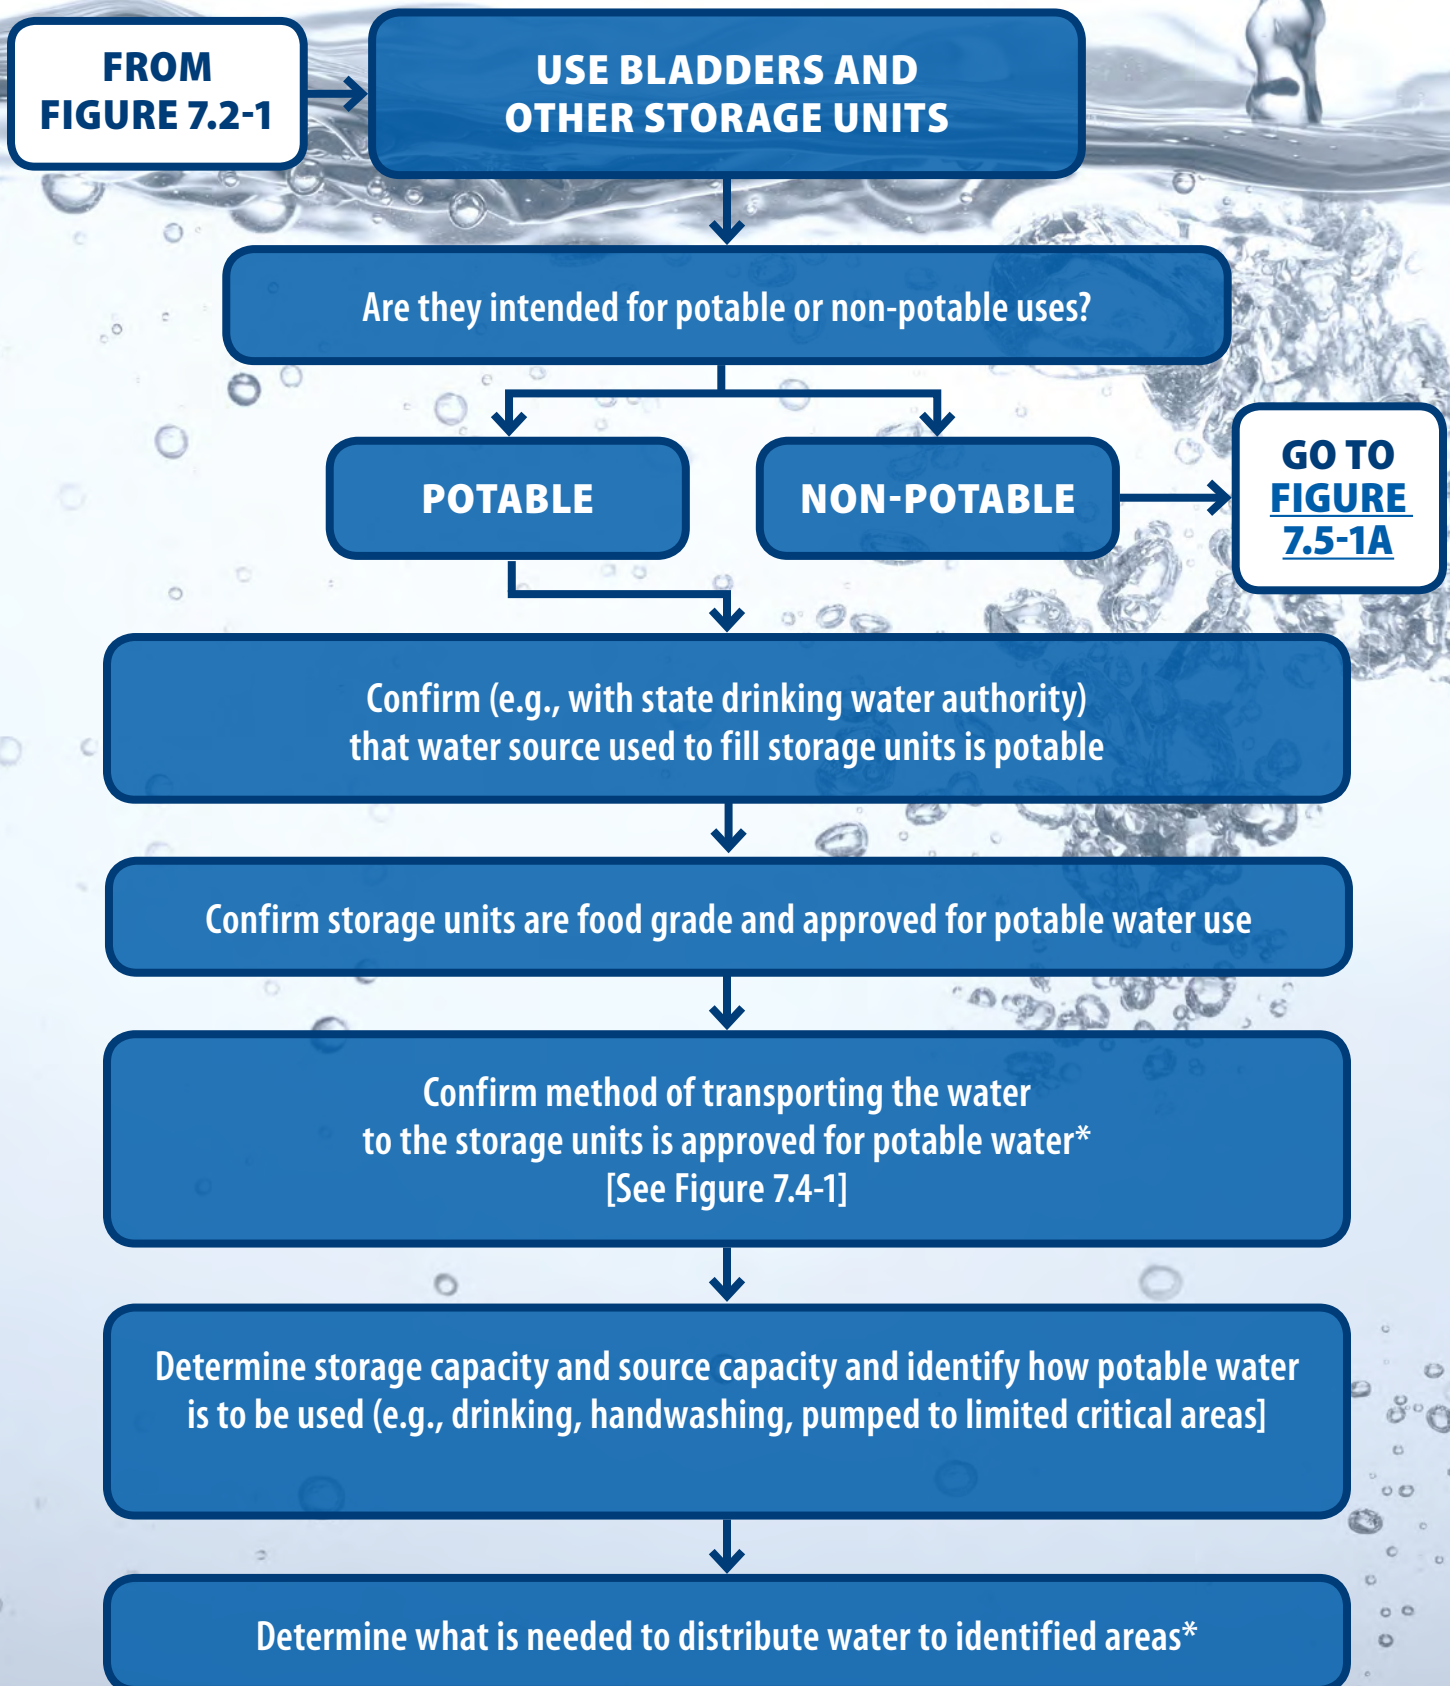 FROM
FIGURE 7.2-1
USE BLADDERS AND
OTHER STORAGE UNITS
Are they intended for potable or non-potable uses?
POTABLE
NON-POTABLE
GO TO
FIGURE
7.5-1A
Confirm (e.g., with state drinking water authority)
that water source used to fill storage units is potable
Confirm storage units are food grade and approved for potable water use
Confirm method of transporting the water
to the storage units is approved for potable water*
[See Figure 7.4-1]
Determine storage capacity and source capacity and identify how potable water
is to be used (e.g., drinking, handwashing, pumped to limited critical areas]
Determine what is needed to distribute water to identified areas*